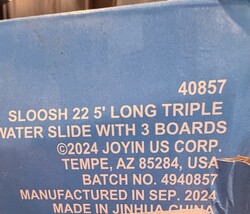 40857
SLOOSH 22 5' LONG TRIPLE
WATER SLIDE WITH 3 BOARDS
©2024 JOYIN US CORP.
TEMPE, AZ 85284, USA
BATCH NO. 4940857
MANUFACTURED IN SEP. 2024
MADE IN JINHUA CHINA